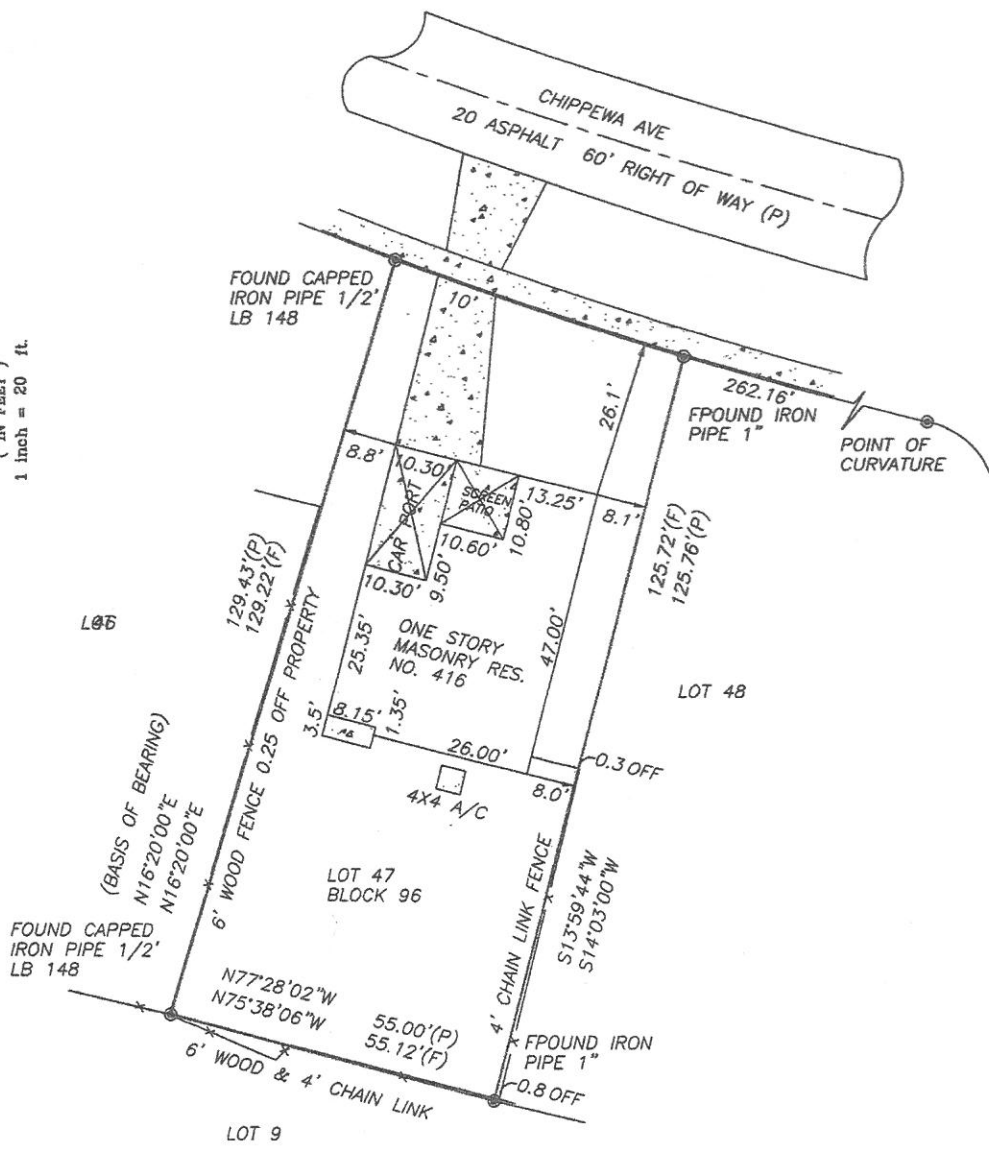 CHIPPEWA AVE
20 ASPHALT 60' RIGHT OF WAY (P)
FOUND CAPPED
IRON PIPE 1/2'
LB 148
10'
262.16'
FPOUND IRON
PIPE 1"
POINT OF
CURVATURE
(IN FEET)
1 inch = 20 ft.
26.1'
8.8'
10.30'
CAR PORT
SCREEN
PATIO
13.25'
8.1'
10.60'
10.80'
10.30'
9.50'
129.43'(P)
129.22'(F)
125.72'(F)
125.76'(P)
25.35'
ONE STORY
MASONRY RES.
NO. 416
47.00'
LOT 48
3.5'
8.15'
1.35'
26.00'
0.3 OFF
8.0'
4X4 A/C
6' WOOD FENCE 0.25 OFF PROPERTY
(BASIS OF BEARING)
N16°20'00"E
N16°20'00"E
LOT 47
BLOCK 96
4' CHAIN LINK FENCE
S13°59'44"W
S14°03'00"W
FOUND CAPPED
IRON PIPE 1/2'
LB 148
N77°28'02"W
N75°38'06"W
55.00'(P)
55.12'(F)
FPOUND IRON
PIPE 1"
0.8 OFF
6' WOOD & 4' CHAIN LINK
LOT 9